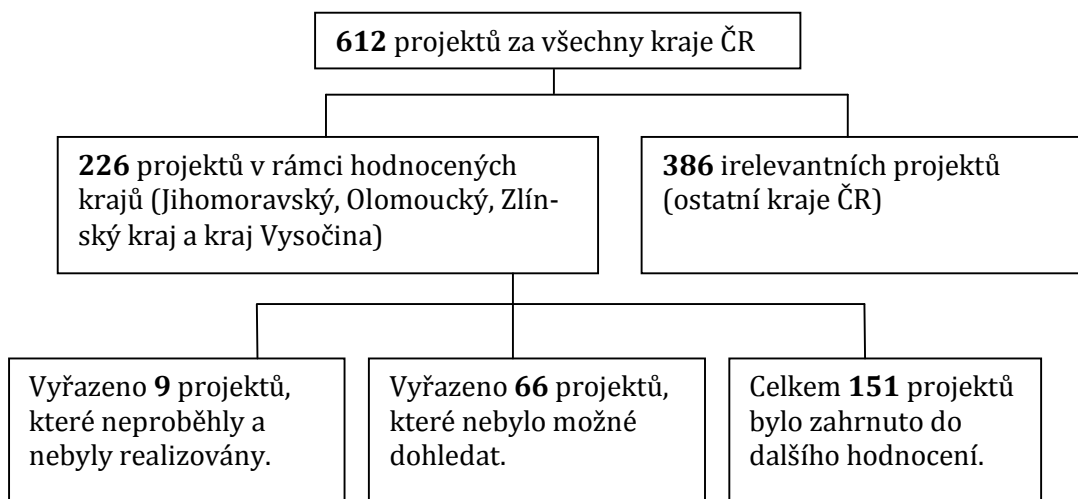 612 projektů za všechny kraje ČR
226 projektů v rámci hodnocených
krajů (Jihomoravský, Olomoucký, Zlín-
ský kraj a kraj Vysočina)
386 irelevantních projektů
(ostatní kraje ČR)
Vyřazeno 9 projektů,
které neproběhly a
nebyly realizovány.
Vyřazeno 66 projektů,
které nebylo možné
dohledat.
Celkem 151 projektů
bylo zahrnuto do
dalšího hodnocení.